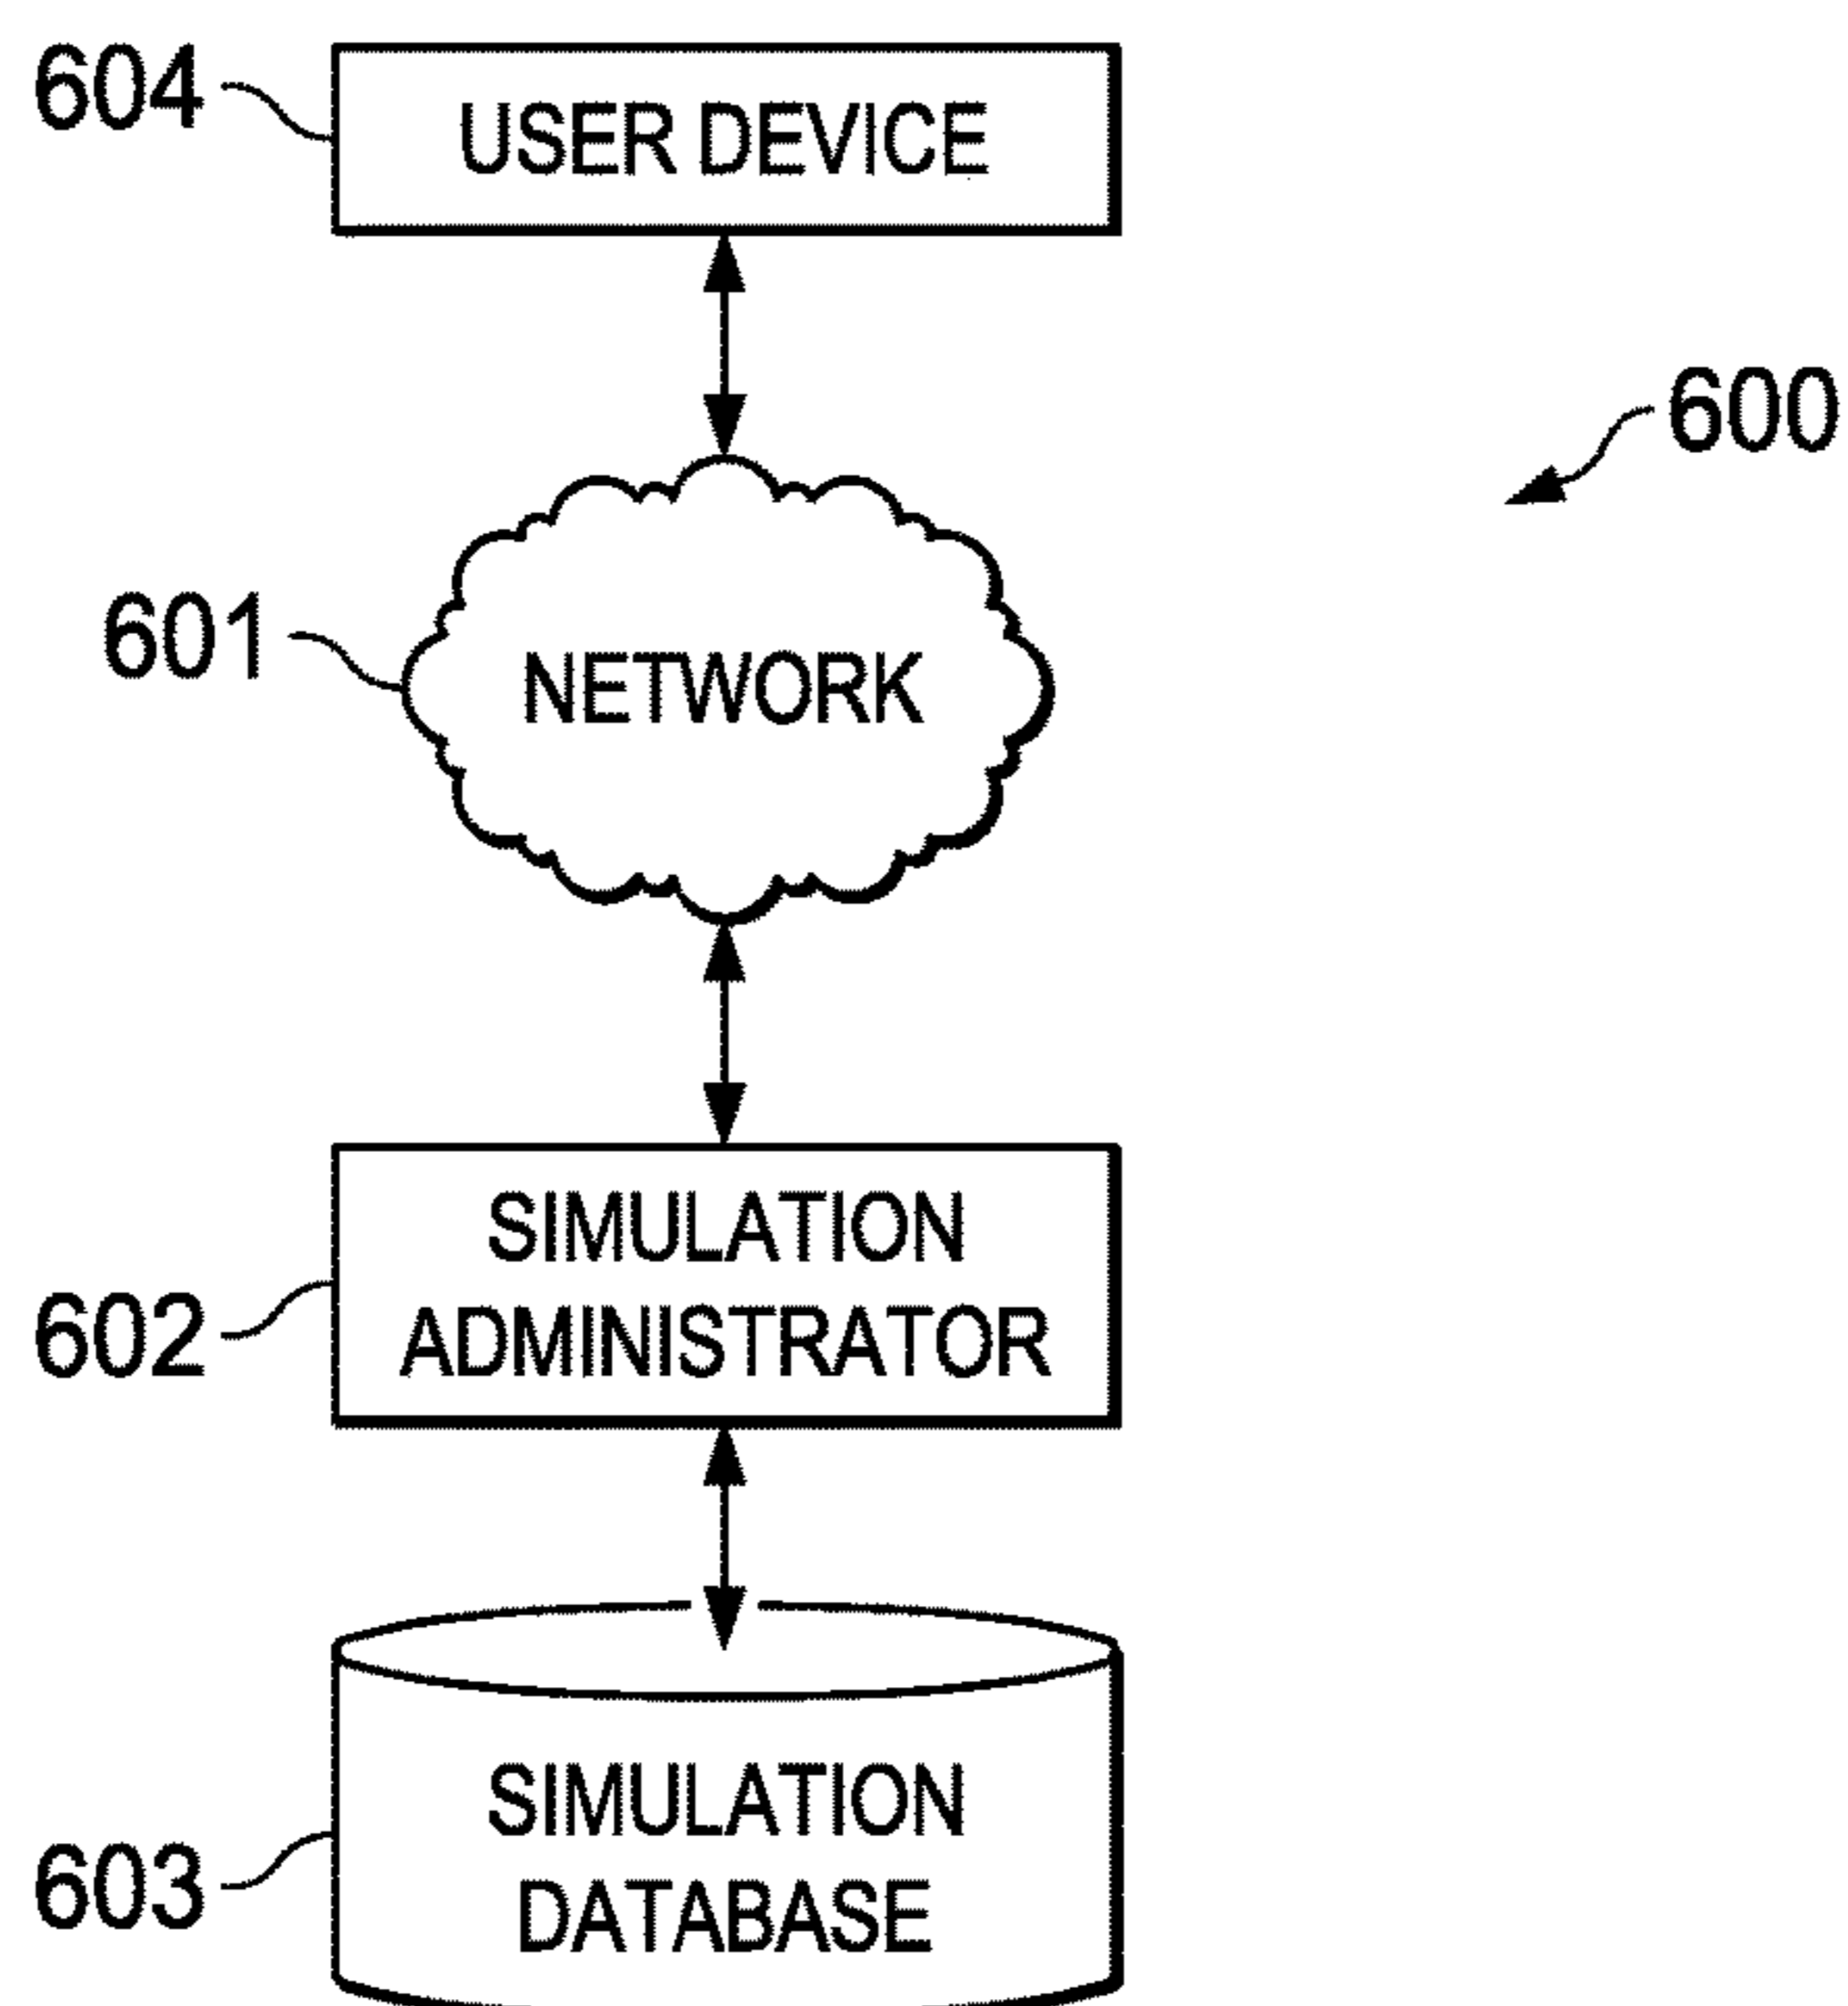 604
USER DEVICE
600
601
NETWORK
SIMULATION
602
ADMINISTRATOR
SIMULATION
603
DATABASE